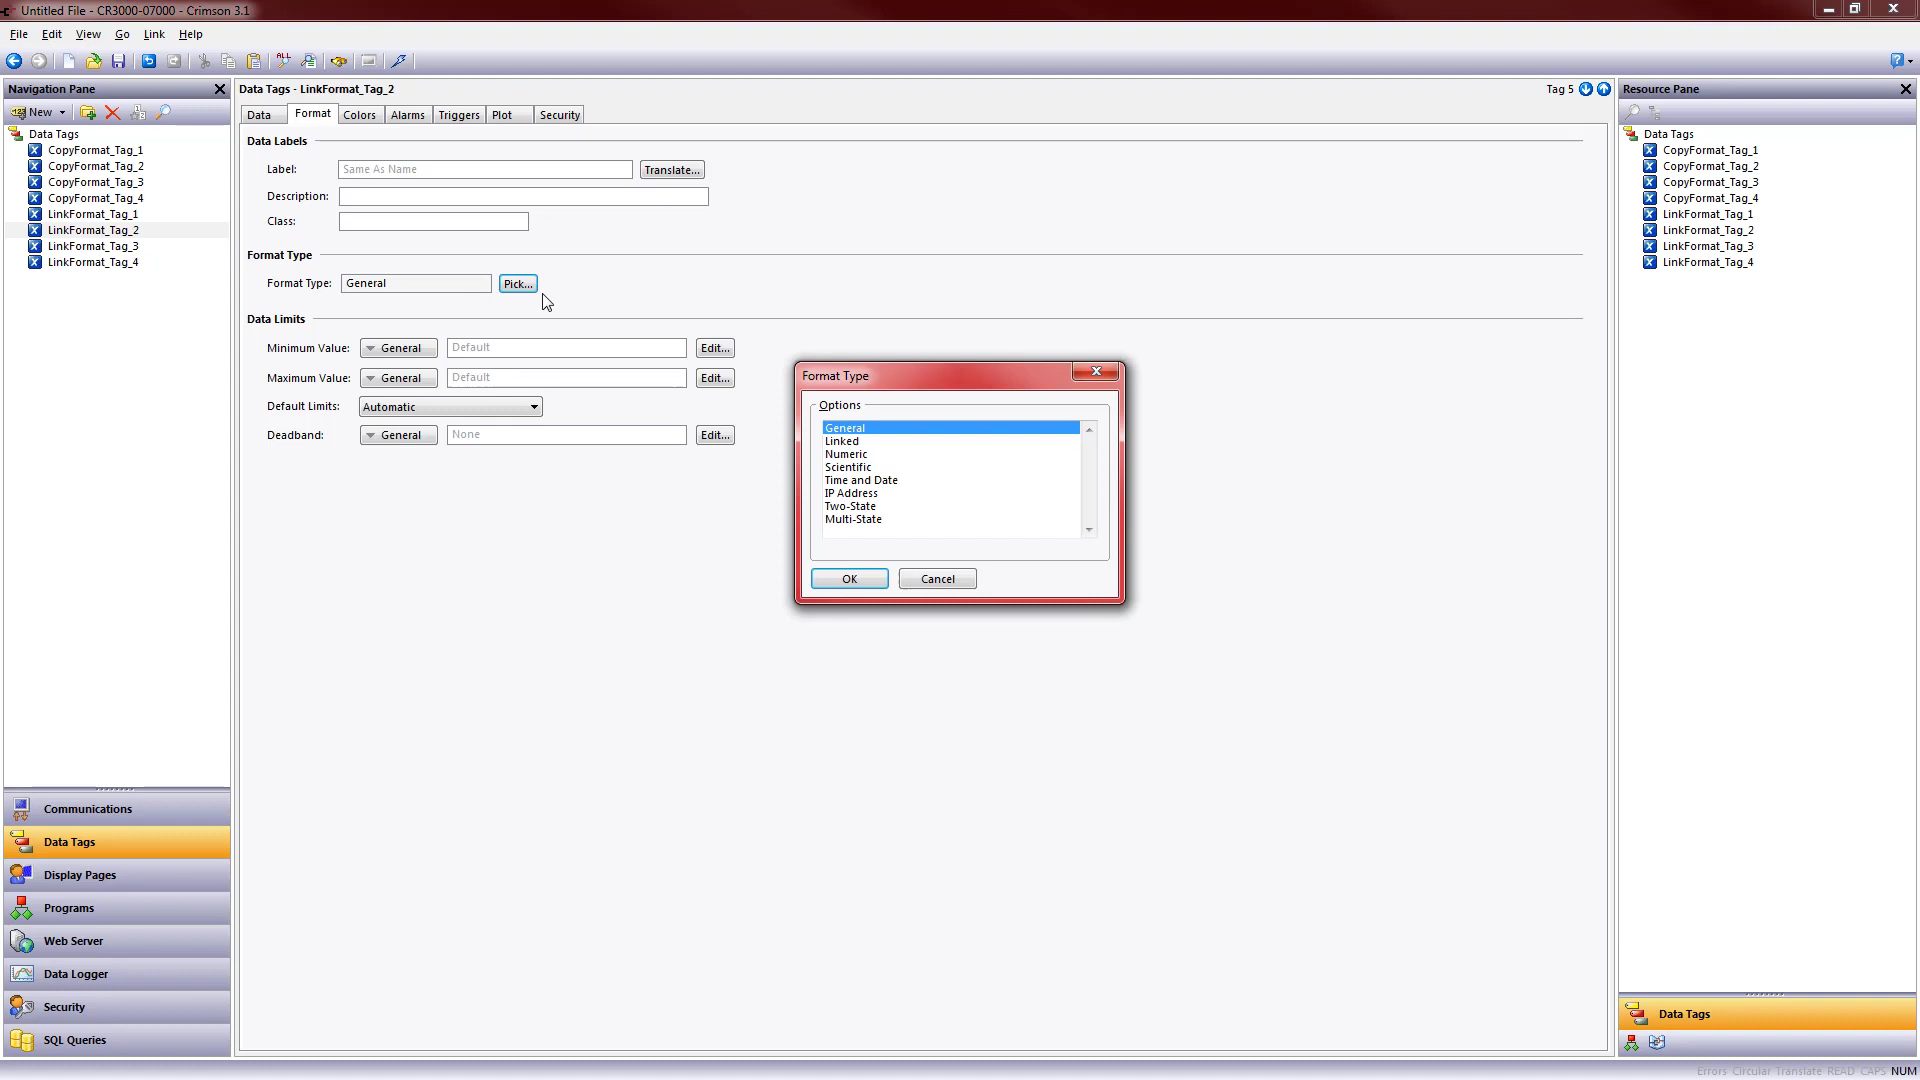 Untitled File - CR3000-07000 - Crimson 3.1
File Edit View Go Link Help
Navigation Pane
New
Data Tags
CopyFormat_Tag_1
CopyFormat_Tag_2
CopyFormat_Tag_3
CopyFormat_Tag_4
LinkFormat_Tag_1
LinkFormat_Tag_2
LinkFormat_Tag_3
LinkFormat_Tag_4
Communications
Data Tags
Display Pages
Programs
Web Server
Data Logger
Security
SQL Queries
Data Tags - LinkFormat_Tag_2
Tag 5
Data Format Colors Alarms Triggers Plot Security
Data Labels
Label: Same As Name Translate...
Description:
Class:
Format Type
Format Type: General Pick...
Data Limits
Minimum Value: General Default Edit...
Maximum Value: General Default Edit...
Default Limits: Automatic
Deadband: General None Edit...
Format Type
Options
General
Linked
Numeric
Scientific
Time and Date
IP Address
Two-State
Multi-State
OK Cancel
Resource Pane
Data Tags
CopyFormat_Tag_1
CopyFormat_Tag_2
CopyFormat_Tag_3
CopyFormat_Tag_4
LinkFormat_Tag_1
LinkFormat_Tag_2
LinkFormat_Tag_3
LinkFormat_Tag_4
Data Tags
Errors Circular Translate READ CAPS NUM